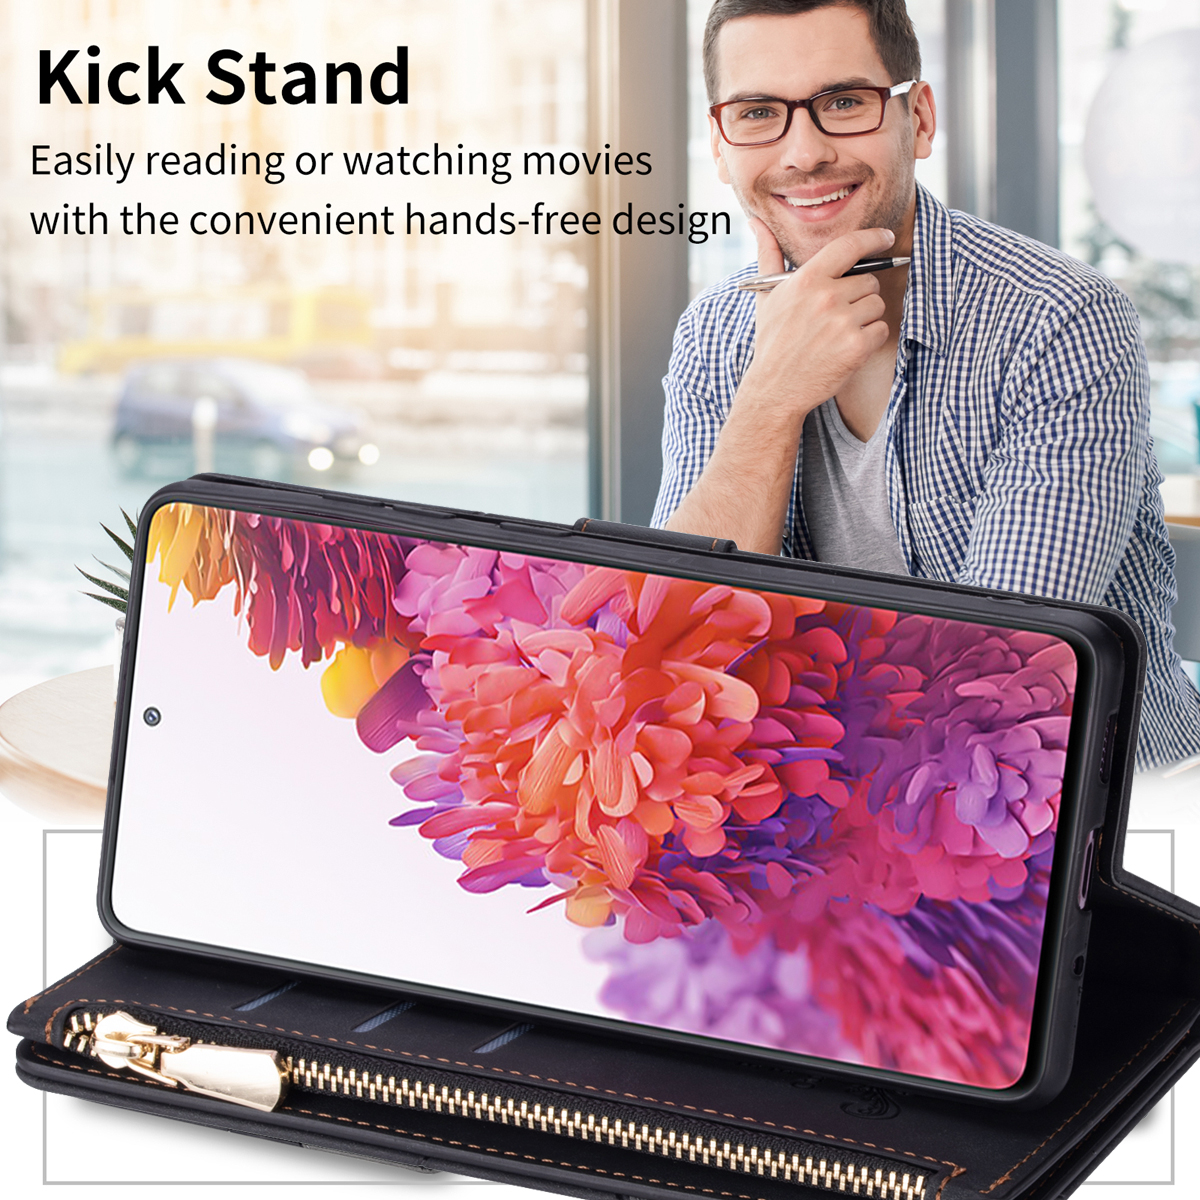 Kick Stand
Easily reading or watching movies
with the convenient hands-free design